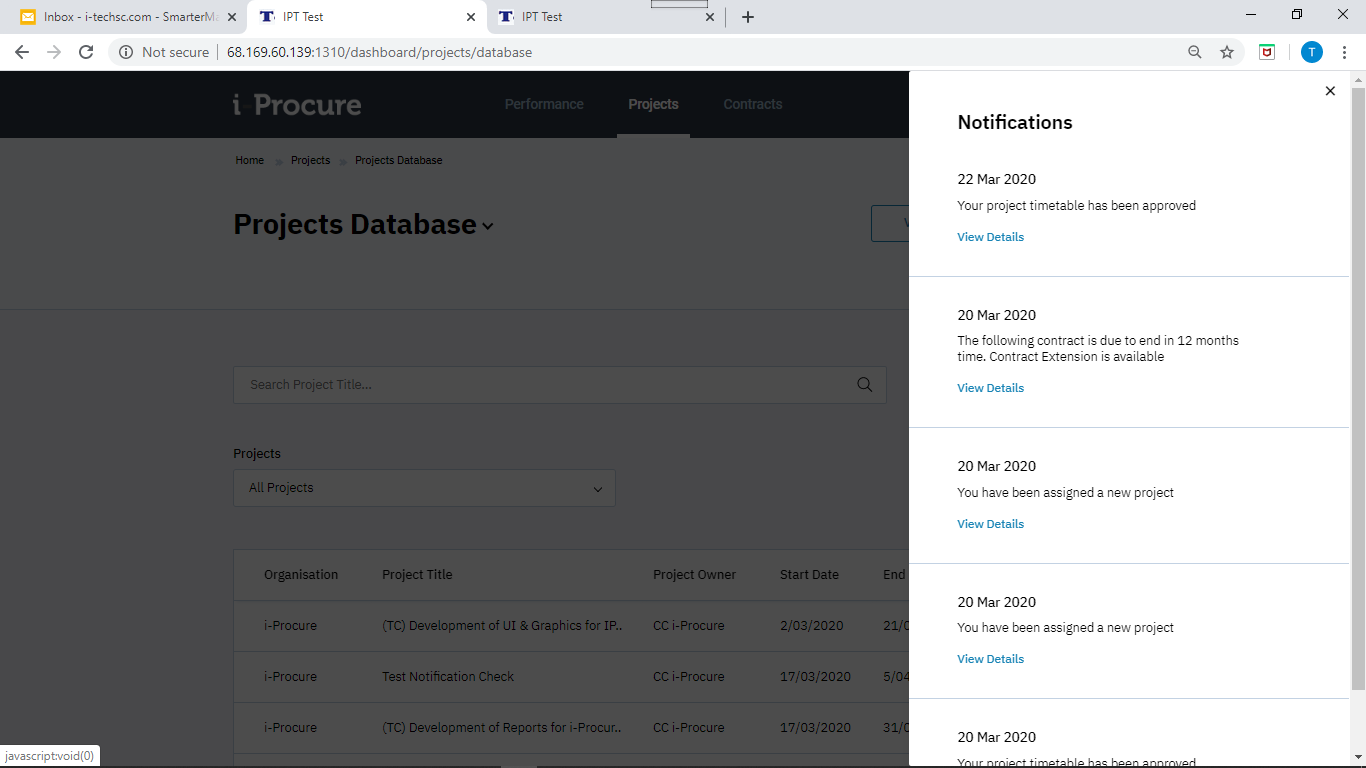 Inbox - i-techsc.com - SmarterMa
IPT Test
IPT Test
Not secure
68.169.60.139:1310/dashboard/projects/database
T
i-Procure
Performance
Projects
Contracts
Home
Projects
Projects Database
Projects Database
Search Project Title...
Projects
All Projects
Organisation Project Title Project Owner Start Date End
i-Procure (TC) Development of UI & Graphics for IP.. CC i-Procure 2/03/2020 21/0
i-Procure Test Notification Check CC i-Procure 17/03/2020 5/04
i-Procure (TC) Development of Reports for i-Procur.. CC i-Procure 17/03/2020 31/0
javascript:void(0)
Notifications
22 Mar 2020
Your project timetable has been approved
View Details
20 Mar 2020
The following contract is due to end in 12 months
time. Contract Extension is available
View Details
20 Mar 2020
You have been assigned a new project
View Details
20 Mar 2020
You have been assigned a new project
View Details
20 Mar 2020
Your project timetable has been approved